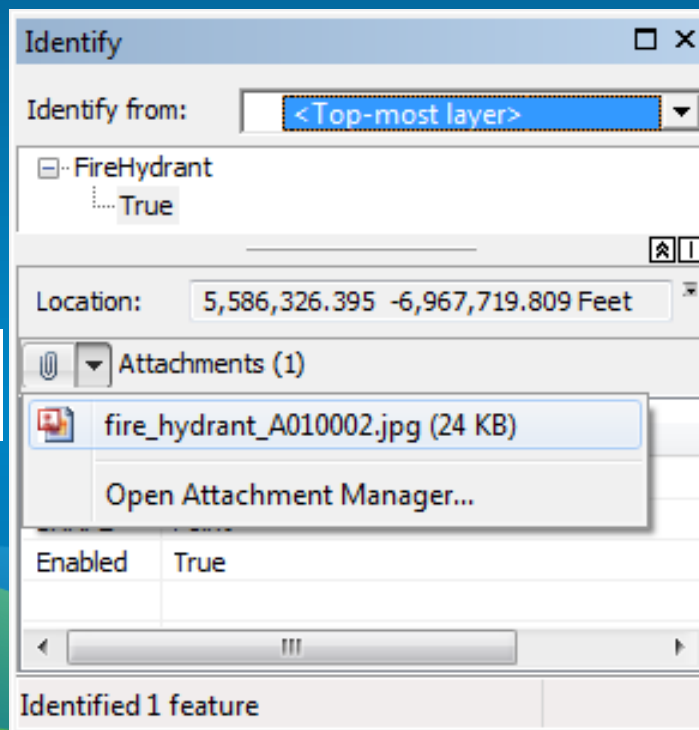 Identify
Identify from: <Top-most layer>
FireHydrant
True
Location: 5,586,326.395 -6,967,719.809 Feet
Attachments (1)
fire_hydrant_A010002.jpg (24 KB)
Open Attachment Manager...
Enabled True
Identified 1 feature